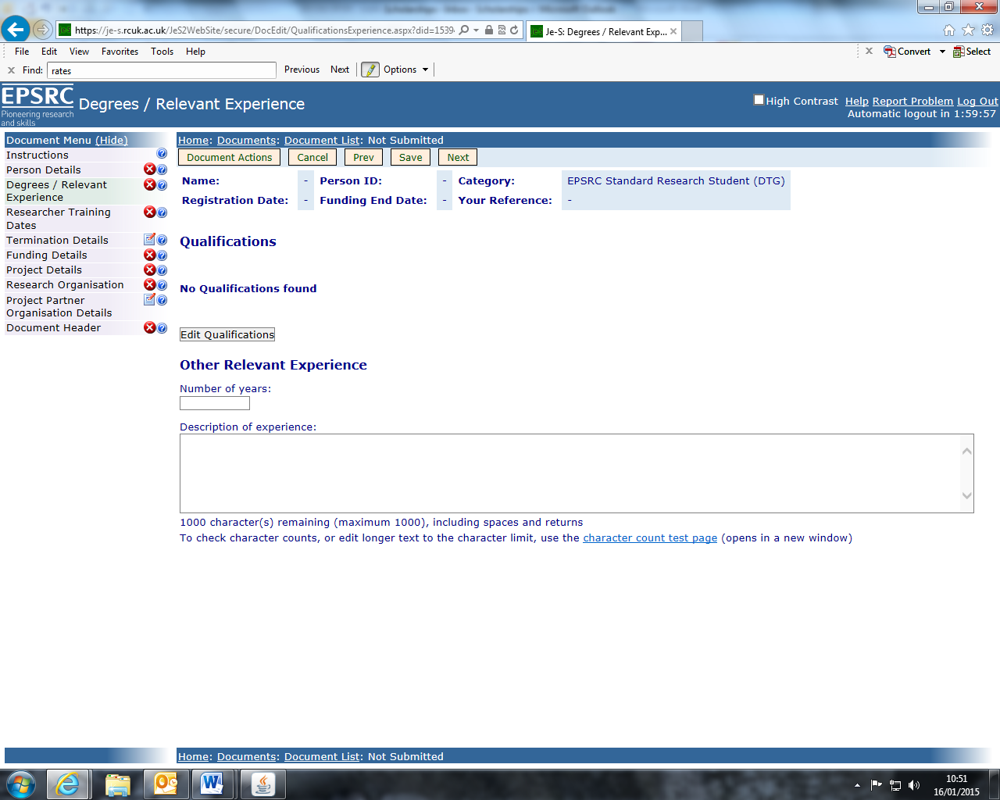 https://je-s.rcuk.ac.uk/JeS2WebSite/secure/DocEdit/QualificationsExperience.aspx?did=1539
Je-S: Degrees / Relevant Exp...
File Edit View Favorites Tools Help
Convert Select
Find: rates Previous Next Options
EPSRC
Pioneering research
and skills
Degrees / Relevant Experience
High Contrast Help Report Problem Log Out
Automatic logout in 1:59:57
Document Menu (Hide)
Instructions
Person Details
Degrees / Relevant
Experience
Researcher Training
Dates
Termination Details
Funding Details
Project Details
Research Organisation
Project Partner
Organisation Details
Document Header
Home: Documents: Document List: Not Submitted
Document Actions Cancel Prev Save Next
Name: - Person ID: - Category: EPSRC Standard Research Student (DTG)
Registration Date: - Funding End Date: - Your Reference: -
Qualifications
No Qualifications found
Edit Qualifications
Other Relevant Experience
Number of years:
Description of experience:
1000 character(s) remaining (maximum 1000), including spaces and returns
To check character counts, or edit longer text to the character limit, use the character count test page (opens in a new window)
Home: Documents: Document List: Not Submitted
10:51
16/01/2015